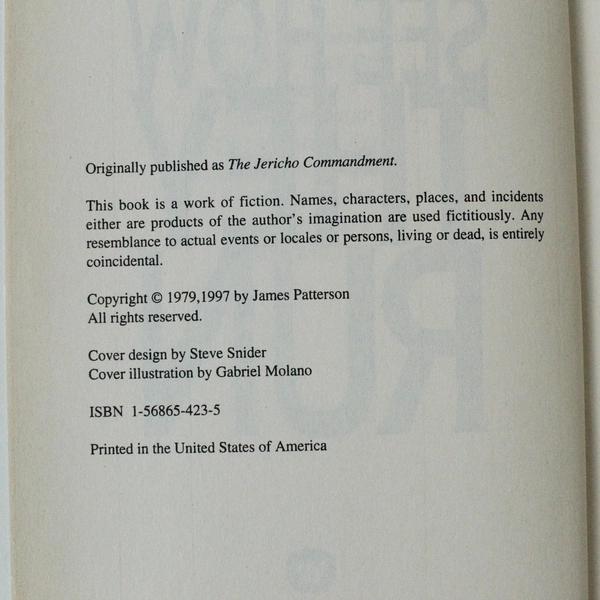 Originally published as The Jericho Commandment.
This book is a work of fiction. Names, characters, places, and incidents
either are products of the author's imagination are used fictitiously. Any
resemblance to actual events or locales or persons, living or dead, is entirely
coincidental.
Copyright © 1979,1997 by James Patterson
All rights reserved.
Cover design by Steve Snider
Cover illustration by Gabriel Molano
ISBN 1-56865-423-5
Printed in the United States of America